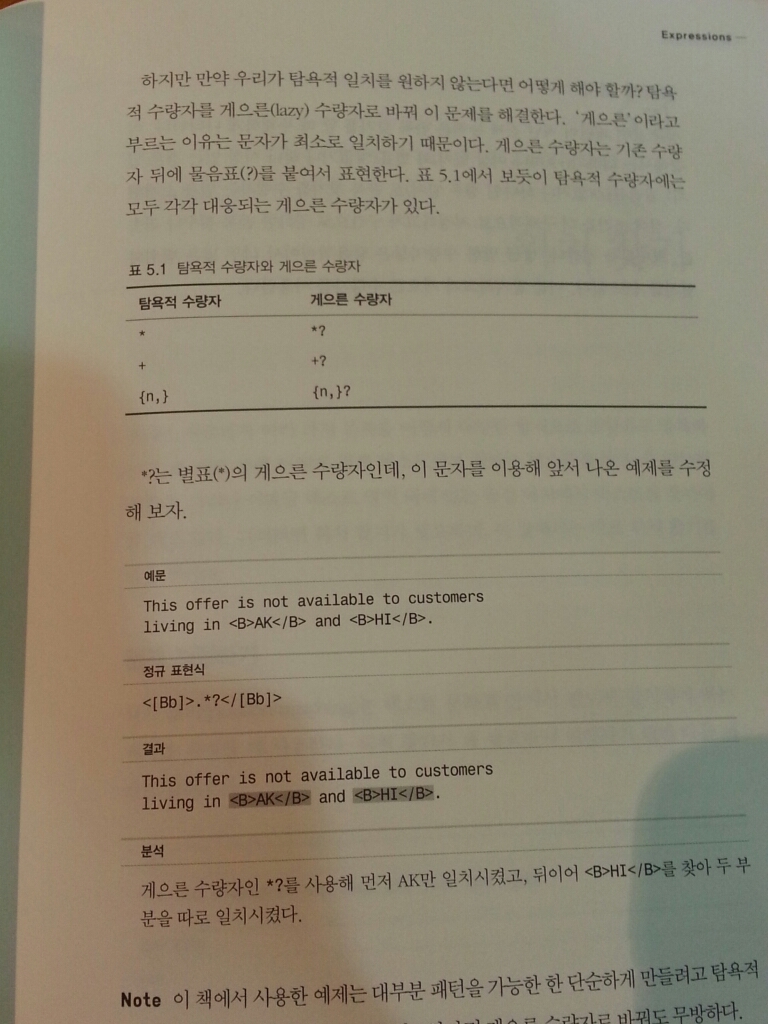 Expressions
하지만 만약 우리가 탐욕적 일치를 원하지 않는다면 어떻게 해야 할까? 탐욕
적 수량자를 게으른(lazy) 수량자로 바꿔 이 문제를 해결한다. ‘게으른’이라고
부르는 이유는 문자가 최소로 일치하기 때문이다. 게으른 수량자는 기존 수량
자 뒤에 물음표(?)를 붙여서 표현한다. 표 5.1에서 보듯이 탐욕적 수량자에는
모두 각각 대응되는 게으른 수량자가 있다.
표 5.1 탐욕적 수량자와 게으른 수량자
탐욕적 수량자 게으른 수량자
* *?
+ +?
{n,} {n,}?
*?는 별표(*)의 게으른 수량자인데, 이 문자를 이용해 앞서 나온 예제를 수정
해 보자.
예문
This offer is not available to customers
living in <B>AK</B> and <B>HI</B>.
정규 표현식
<[Bb]>.*?</[Bb]>
결과
This offer is not available to customers
living in <B>AK</B> and <B>HI</B>.
분석
게으른 수량자인 *?를 사용해 먼저 AK만 일치시켰고, 뒤이어 <B>HI</B>를 찾아 두 부
분을 따로 일치시켰다.
Note 이 책에서 사용한 예제는 대부분 패턴을 가능한 한 단순하게 만들려고 탐욕적
게으른 수량자로 바꿔도 무방하다.